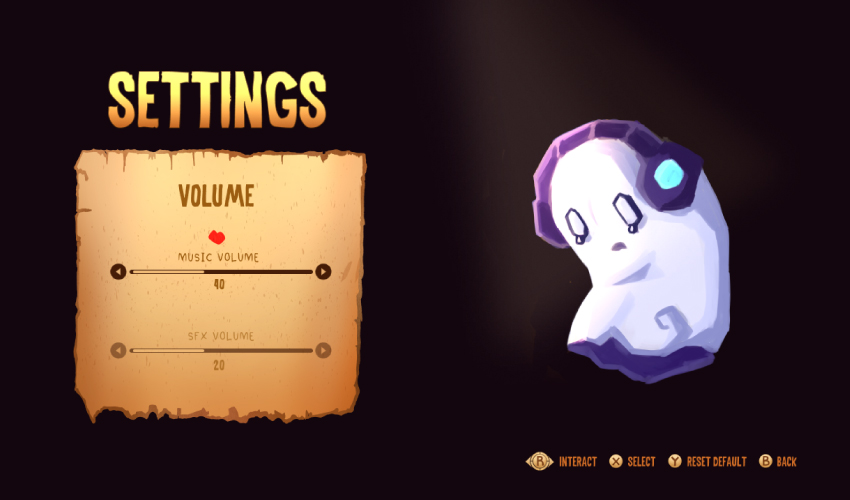 SETTINGS
VOLUME
MUSIC VOLUME
40
SFX VOLUME
20
R INTERACT X SELECT Y RESET DEFAULT B BACK